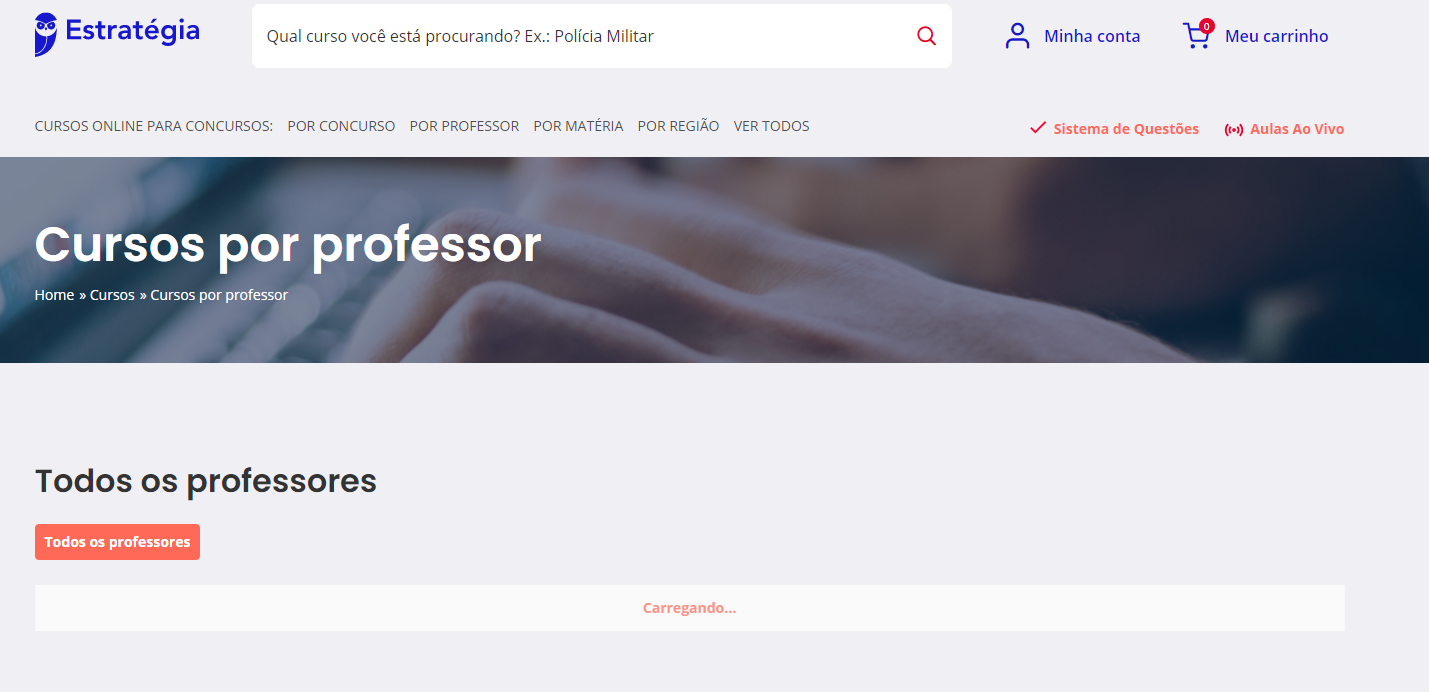 Estratégia
Qual curso você está procurando? Ex.: Polícia Militar
Minha conta
0
Meu carrinho
CURSOS ONLINE PARA CONCURSOS: POR CONCURSO POR PROFESSOR POR MATÉRIA POR REGIÃO VER TODOS
Sistema de Questões
Aulas Ao Vivo
Cursos por professor
Home » Cursos » Cursos por professor
Todos os professores
Todos os professores
Carregando...